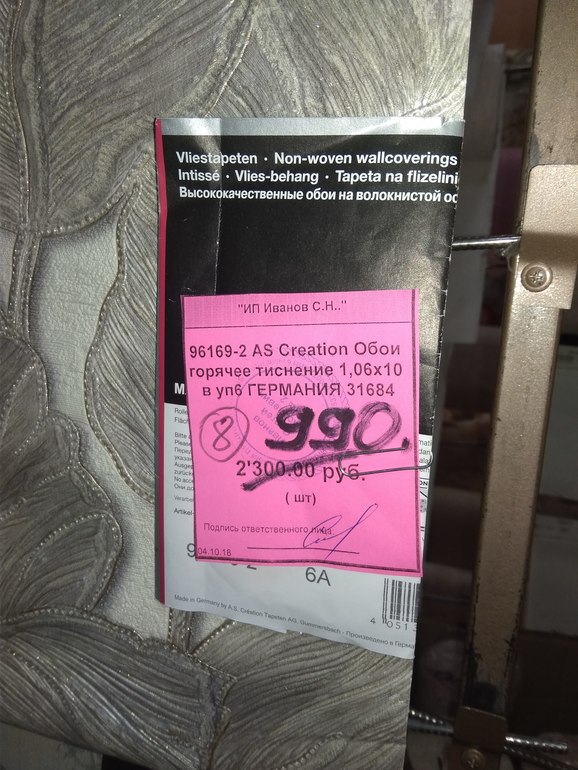 Vliestapeten · Non-woven wallcoverings
Intissé · Vlies-behang · Tapeta na flizelini
Высококачественные обои на волокнистой ос
"ИП Иванов С.Н.."
96169-2 AS Creation Обои
горячее тиснение 1,06х10
в уп6 ГЕРМАНИЯ 31684
8
990.
2'300.00 руб.
( шт)
Подпись ответственного лица:
04.10.18
6A
Made in Germany by A.S. Création Tapeten AG, Gummersbach · Произведено в Герма
4 051